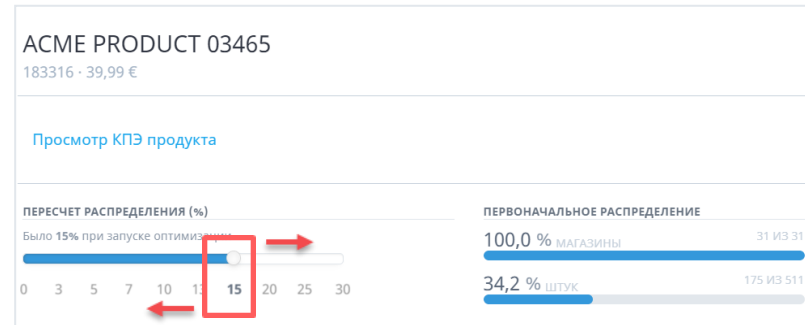 ACME PRODUCT 03465
183316 · 39,99 €
Просмотр КПЭ продукта
ПЕРЕСЧЕТ РАСПРЕДЕЛЕНИЯ (%)
Было 15% при запуске оптимизации
0 3 5 7 10 15 20 25 30
ПЕРВОНАЧАЛЬНОЕ РАСПРЕДЕЛЕНИЕ
100,0 % МАГАЗИНЫ 31 ИЗ 31
34,2 % ШТУК 175 ИЗ 511